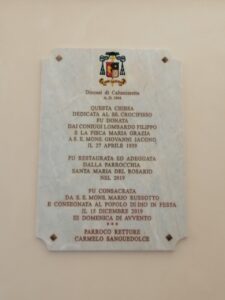 Diocesi di Caltanissetta
QUESTA CHIESA
DEDICATA AL SS. CROCIFISSO
FU DONATA
DAI CONIUGI LOMBARDO FILIPPO
E LA PISCA MARIA GRAZIA
A S. E. MONS. GIOVANNI JACONO
IL 27 APRILE 1939
FU RESTAURATA ED ADEGUATA
DALLA PARROCCHIA
SANTA MARIA DEL ROSARIO
NEL 2019
FU CONSACRATA
DA S. E. MONS. MARIO RUSSOTTO
E CONSEGNATA AL POPOLO DI DIO IN FESTA
IL 15 DICEMBRE 2019
III DOMENICA DI AVVENTO
***
PARROCO RETTORE
CARMELO SANGUEDOLCE